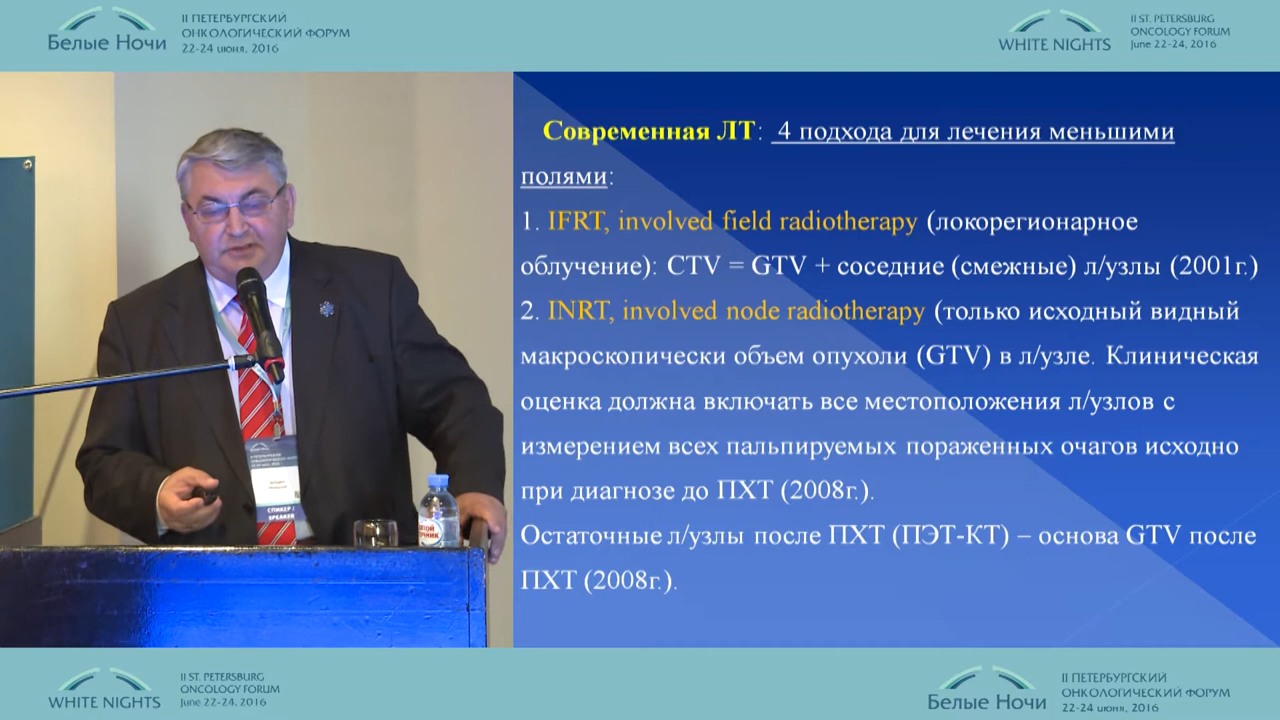 II ПЕТЕРБУРГСКИЙ
ОНКОЛОГИЧЕСКИЙ ФОРУМ
Белые Ночи
22-24 июня, 2016
II ST. PETERSBURG
ONCOLOGY FORUM
WHITE NIGHTS
June 22-24, 2016
Современная ЛТ: 4 подхода для лечения меньшими
полями:
1. IFRT, involved field radiotherapy (локорегионарное
облучение): CTV = GTV + соседние (смежные) л/узлы (2001г.)
2. INRT, involved node radiotherapy (только исходный видный
макроскопически объем опухоли (GTV) в л/узле. Клиническая
оценка должна включать все местоположения л/узлов с
измерением всех пальпируемых пораженных очагов исходно
при диагнозе до ПХТ (2008г.).
Остаточные л/узлы после ПХТ (ПЭТ-КТ) – основа GTV после
ПХТ (2008г.).
СПИКЕР /
SPEAKER
II ST. PETERSBURG
ONCOLOGY FORUM
WHITE NIGHTS
June 22-24, 2016
II ПЕТЕРБУРГСКИЙ
ОНКОЛОГИЧЕСКИЙ ФОРУМ
Белые Ночи
22-24 июня, 2016